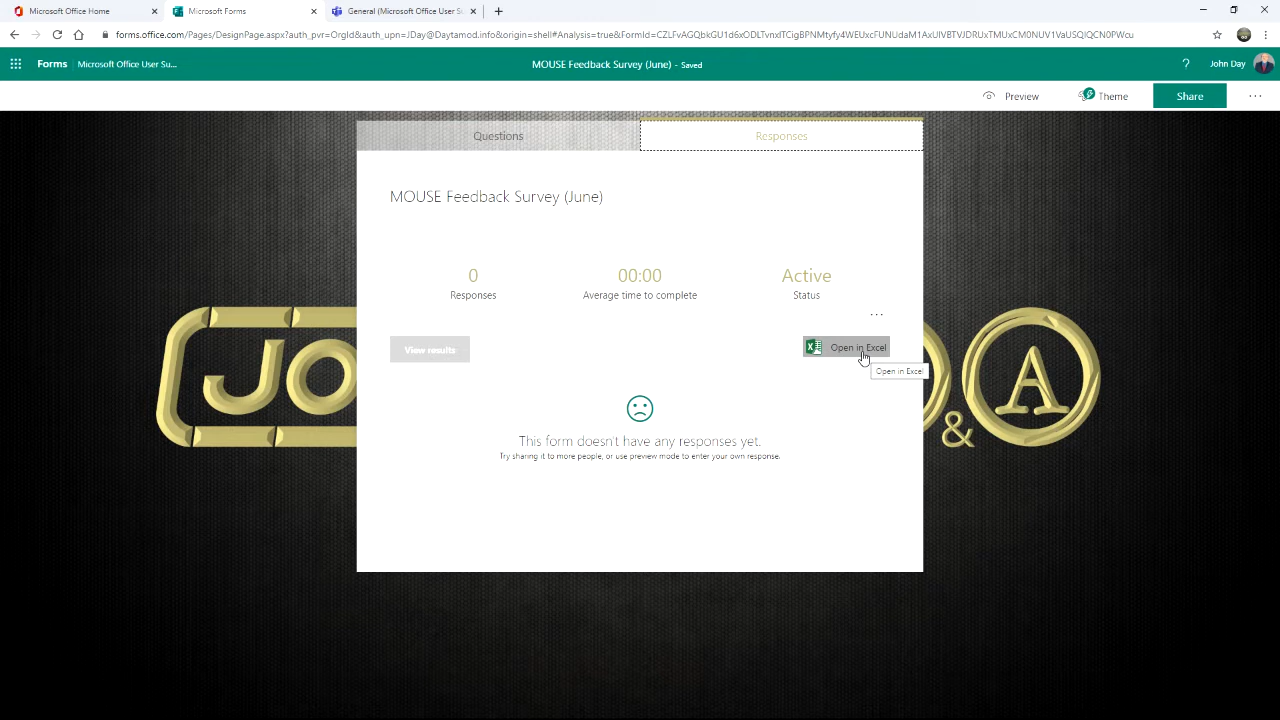 Microsoft Office Home
Microsoft Forms
General (Microsoft Office User Su
forms.office.com/Pages/DesignPage.aspx?auth_pvr=OrgId&auth_upn=JDay@Daytamod.info&origin=shell#Analysis=true&FormId=
Forms
Microsoft Office User Su...
MOUSE Feedback Survey (June) - Saved
?
John Day
Preview
Theme
Share
...
Questions
Responses
MOUSE Feedback Survey (June)
0
00:00
Active
Responses
Average time to complete
Status
...
View results
Open in Excel
Open in Excel
JO
& A
This form doesn't have any responses yet.
Try sharing it to more people, or use preview mode to enter your own response.